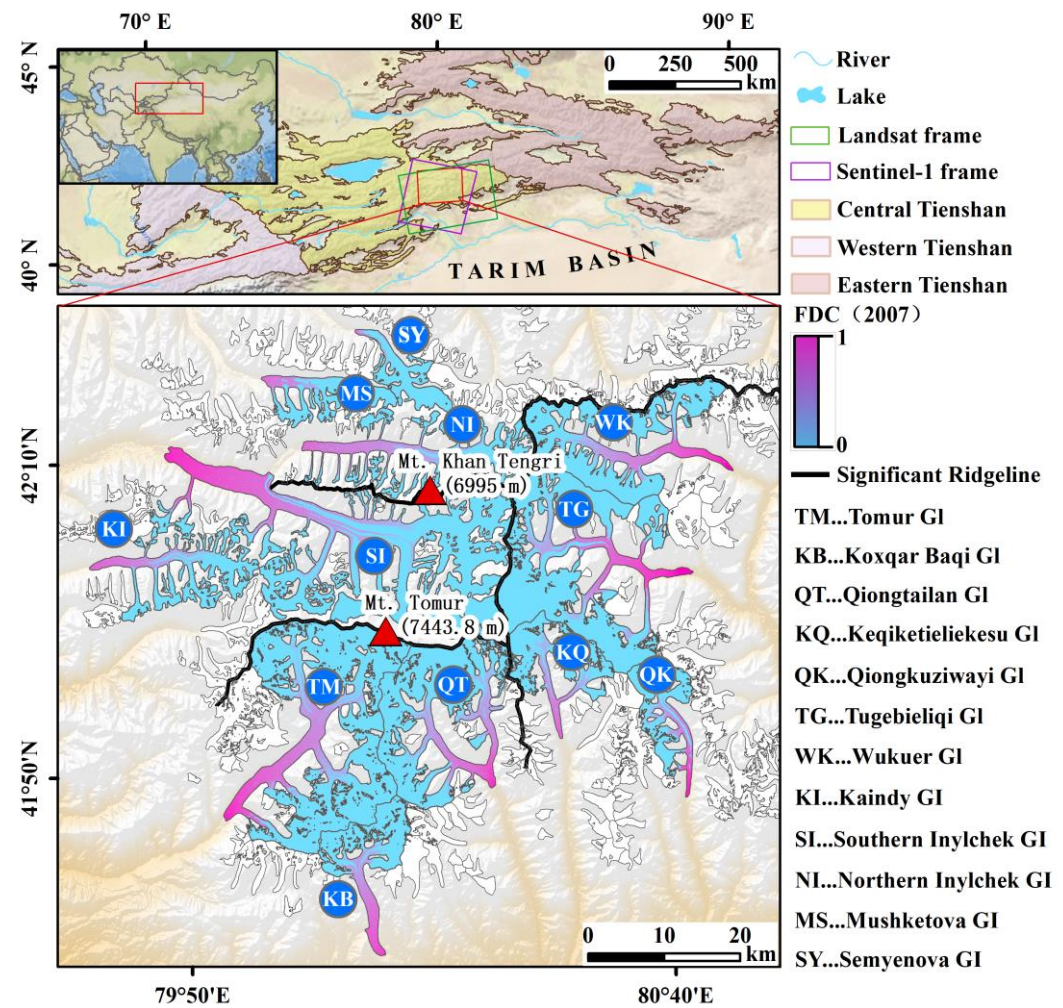 70° E
80° E
90° E
45° N
40° N
0 250 500
km
TARIM BASIN
River
Lake
Landsat frame
Sentinel-1 frame
Central Tienshan
Western Tienshan
Eastern Tienshan
FDC（2007）
1
0
Significant Ridgeline
TM...Tomur Gl
KB...Koxqar Baqi Gl
QT...Qiongtailan Gl
KQ...Keqiketieliekesu Gl
QK...Qiongkuziwayi Gl
TG...Tugebieliqi Gl
WK...Wukuer Gl
KI...Kaindy GI
SI...Southern Inylchek GI
NI...Northern Inylchek GI
MS...Mushketova GI
SY...Semyenova GI
SY
MS
NI
WK
42°10'N
Mt. Khan Tengri
(6995 m)
KI
TG
SI
Mt. Tomur
(7443.8 m)
KQ
QK
TM
QT
41°50'N
KB
0 10 20
km
79°50'E
80°40'E